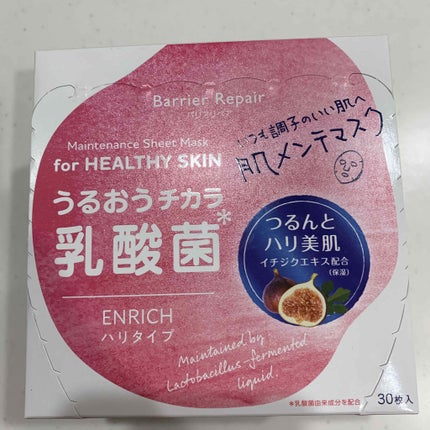 Barrier Repair
バリアリペア
Maintenance Sheet Mask
for HEALTHY SKIN
いつも調子のいい肌へ
肌メンテマスク
うるおうチカラ
乳酸菌*
つるんと
ハリ美肌
イチジクエキス配合
(保湿)
ENRICH
ハリタイプ
Maintained by
Lactobacillus-fermented
liquid.
*乳酸菌由来成分を配合
30枚入